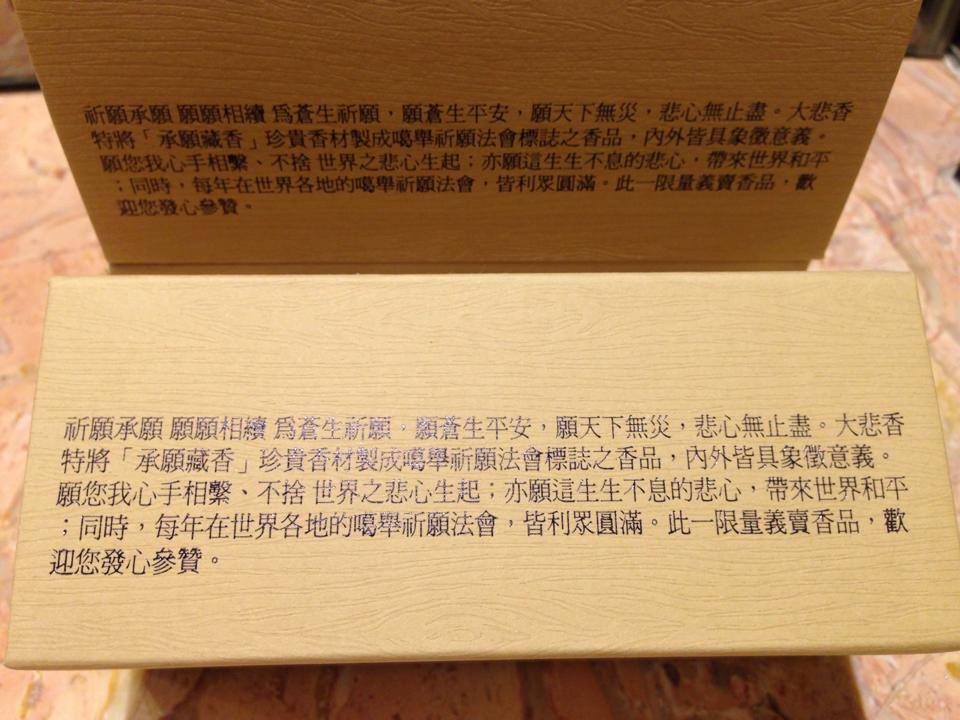 祈願承願 願願相續 爲蒼生祈願，願蒼生平安，願天下無災，悲心無止盡。大悲香
特將「承願藏香」珍貴香材製成噶舉祈願法會標誌之香品，內外皆具象徵意義。
願您我心手相繫、不捨 世界之悲心生起；亦願這生生不息的悲心，帶來世界和平
；同時，每年在世界各地的噶舉祈願法會，皆利眾圓滿。此一限量義賣香品，歡
迎您發心參贊。
祈願承願 願願相續 爲蒼生祈願，願蒼生平安，願天下無災，悲心無止盡。大悲香
特將「承願藏香」珍貴香材製成噶舉祈願法會標誌之香品，內外皆具象徵意義。
願您我心手相繫、不捨 世界之悲心生起；亦願這生生不息的悲心，帶來世界和平
；同時，每年在世界各地的噶舉祈願法會，皆利眾圓滿。此一限量義賣香品，歡
迎您發心參贊。